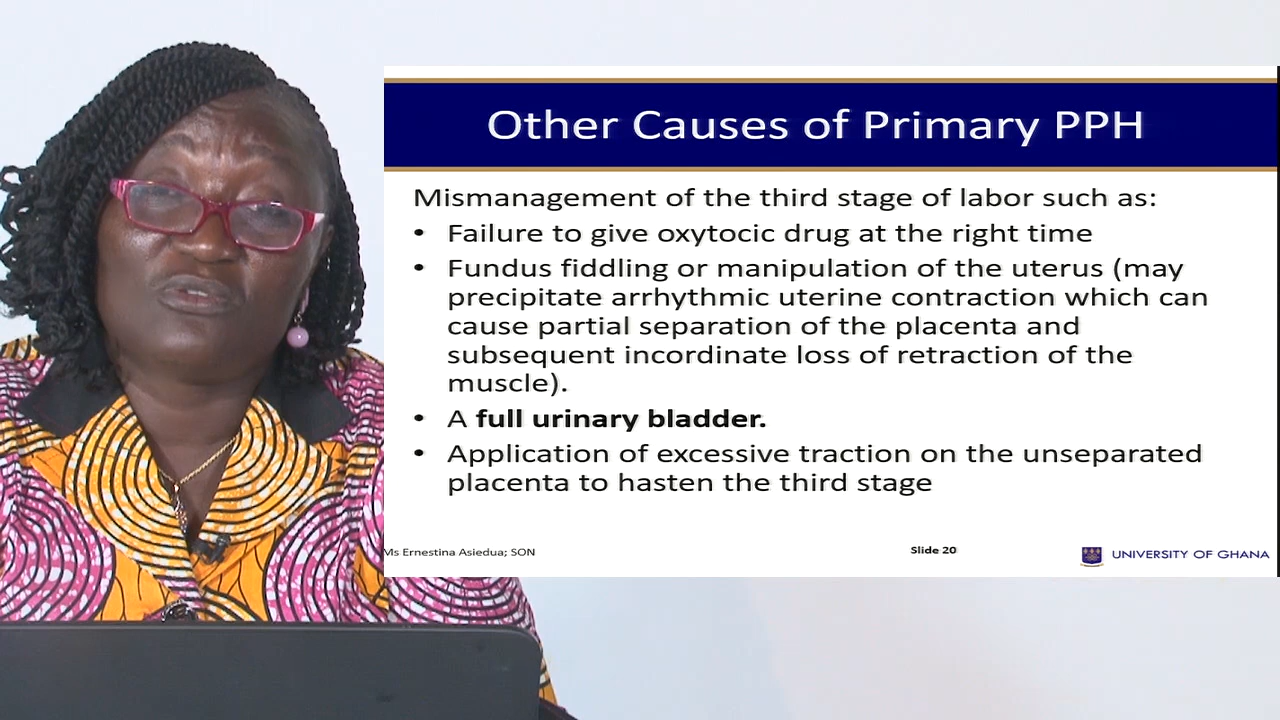 Other Causes of Primary PPH
Mismanagement of the third stage of labor such as:
• Failure to give oxytocic drug at the right time
• Fundus fiddling or manipulation of the uterus (may
precipitate arrhythmic uterine contraction which can
cause partial separation of the placenta and
subsequent incordinate loss of retraction of the
muscle).
• A full urinary bladder.
• Application of excessive traction on the unseparated
placenta to hasten the third stage
Ms Ernestina Asiedua; SON
Slide 20
UNIVERSITY OF GHANA